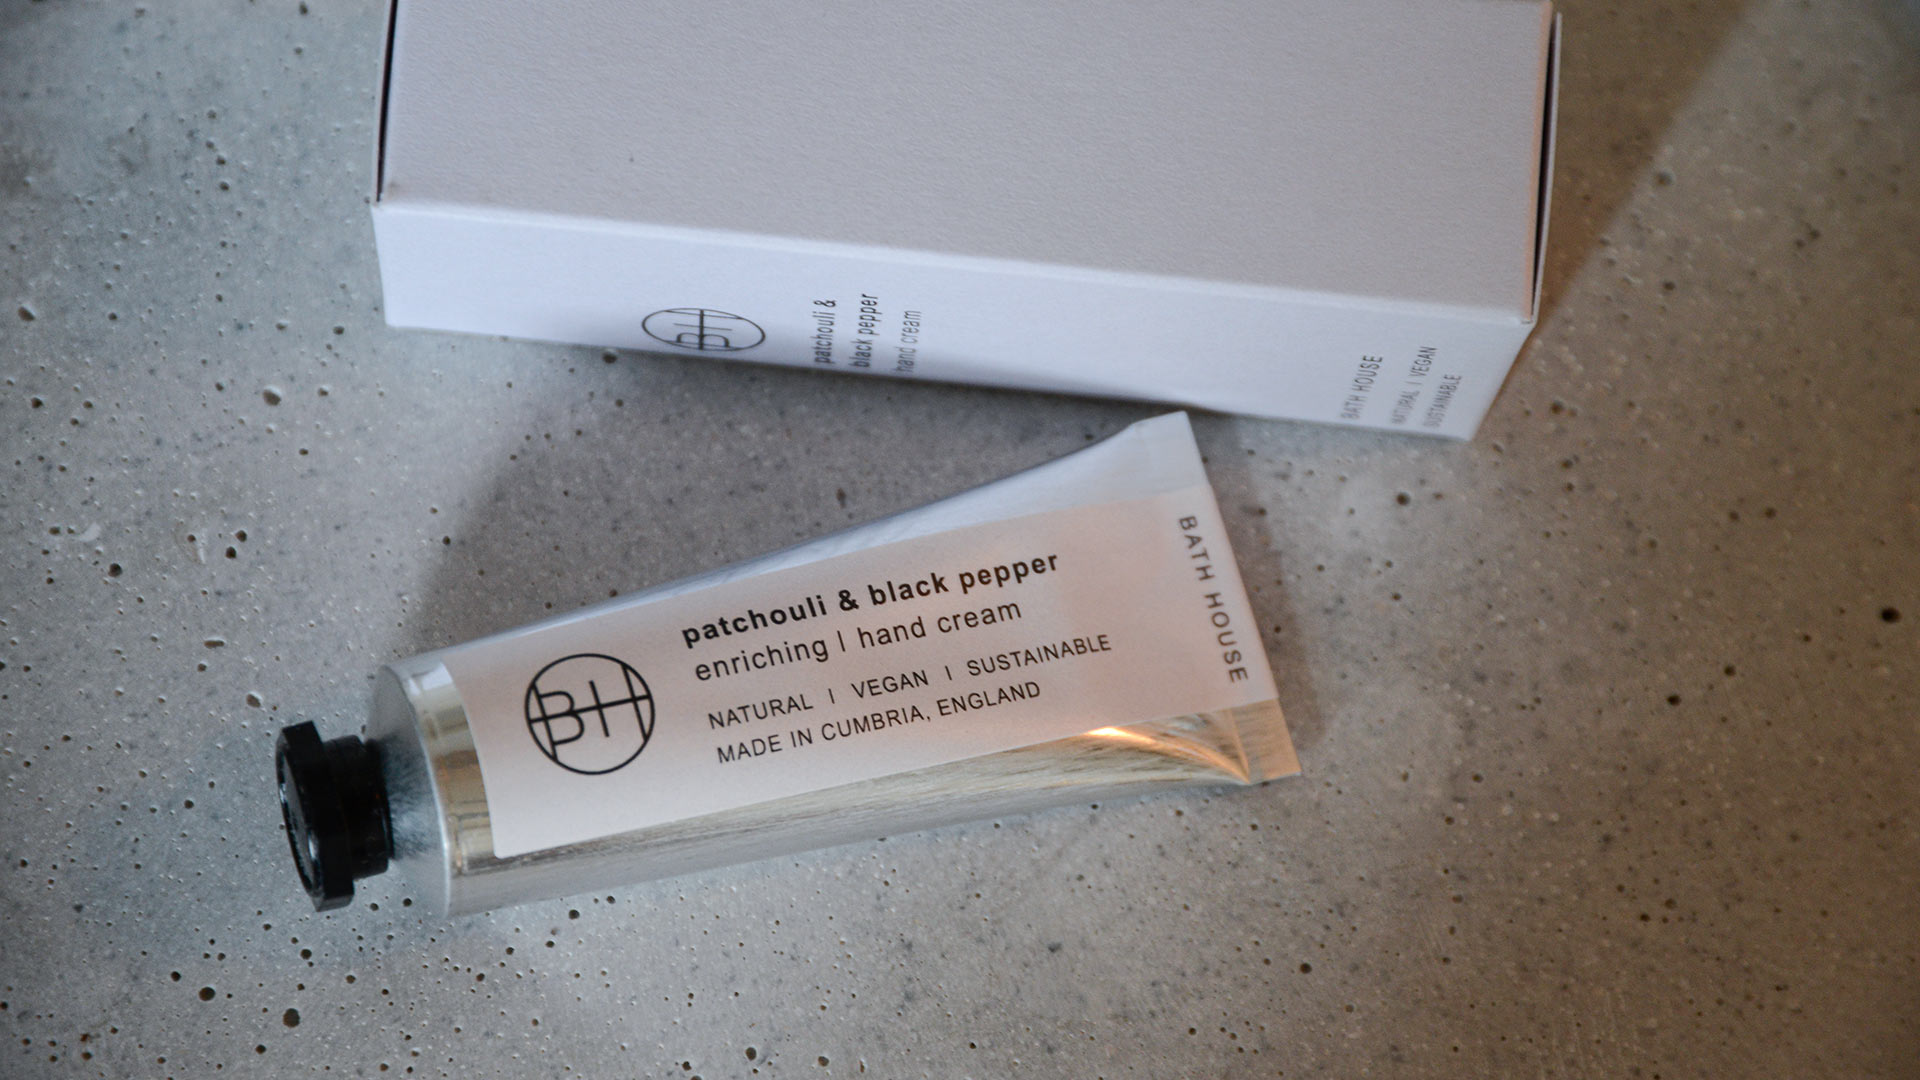 BH
patchouli &
black pepper
hand cream
BATH HOUSE
NATURAL | VEGAN
SUSTAINABLE
BH
patchouli & black pepper
enriching | hand cream
NATURAL | VEGAN | SUSTAINABLE
MADE IN CUMBRIA, ENGLAND
BATH HOUSE